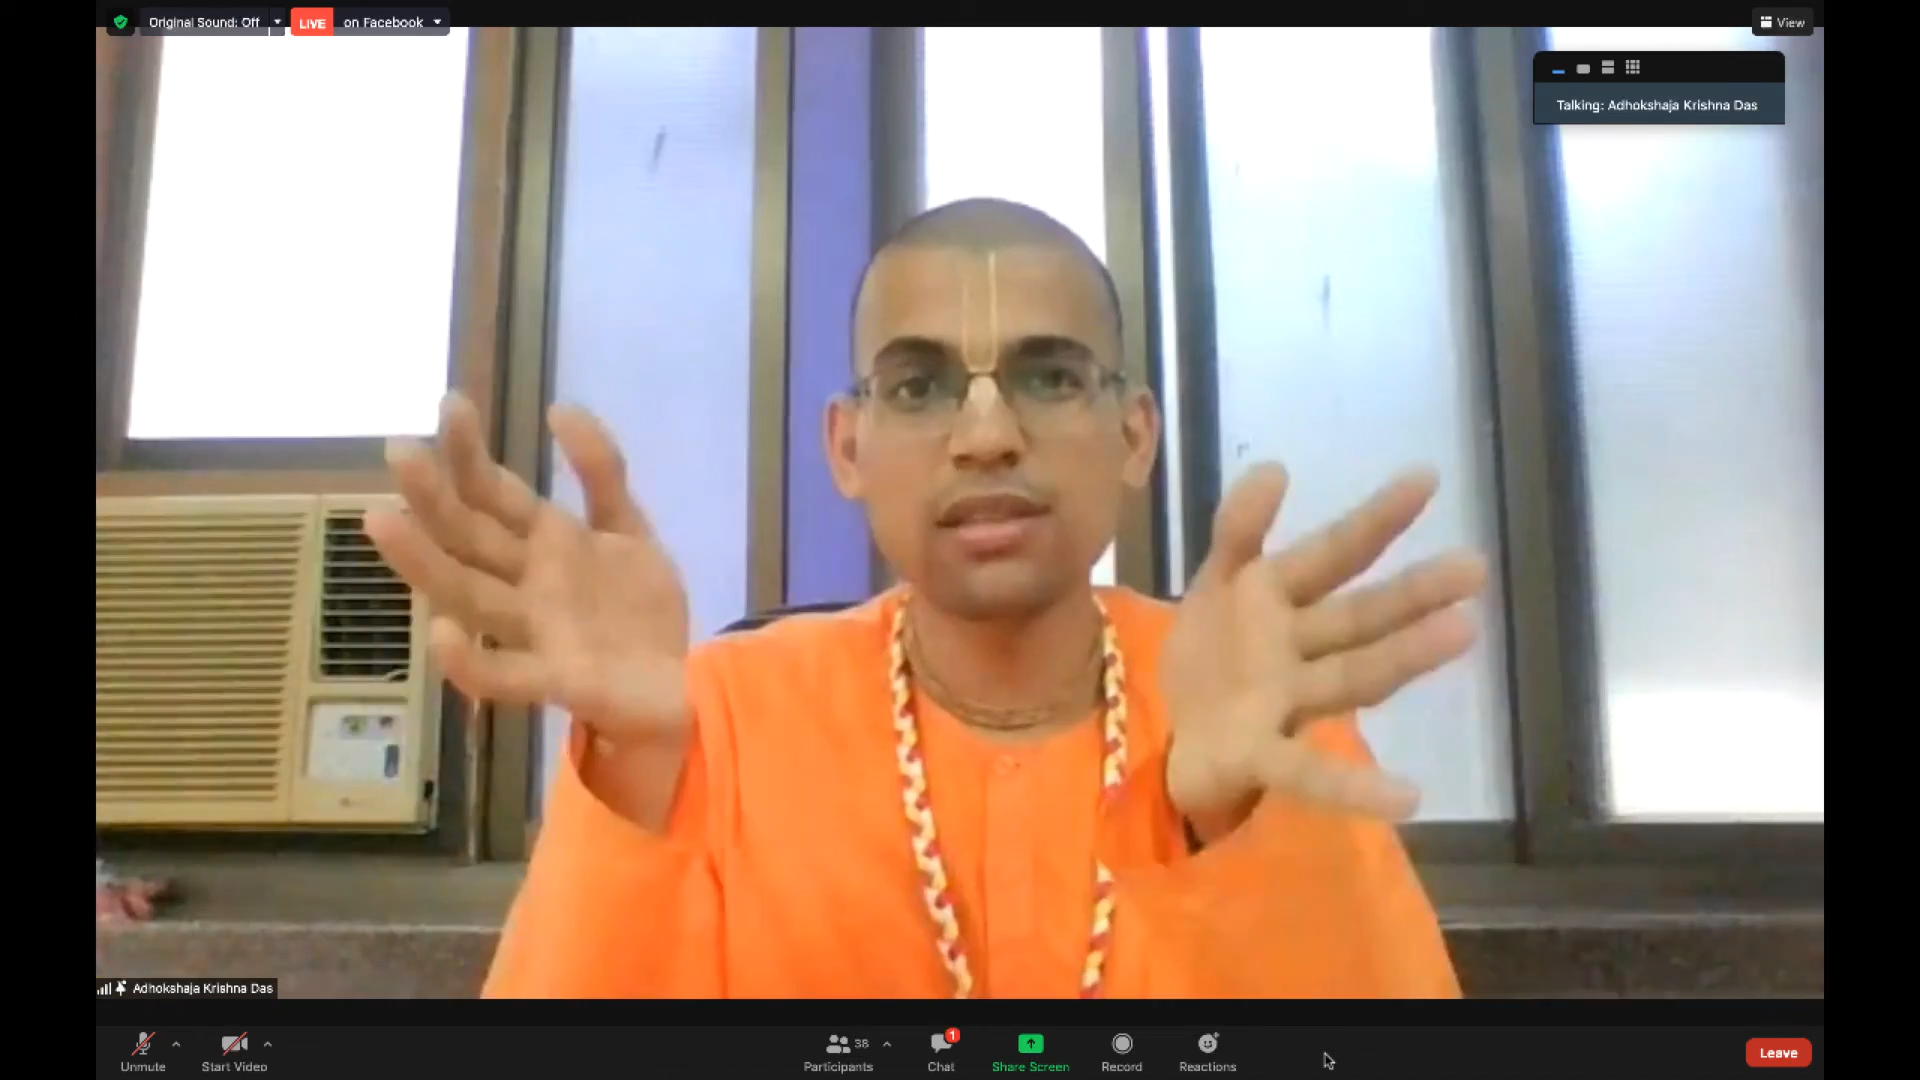 Original Sound: Off
LIVE on Facebook
View
Talking: Adhokshaja Krishna Das
Adhokshaja Krishna Das
Unmute
Start Video
38
Participants
1
Chat
Share Screen
Record
Reactions
Leave